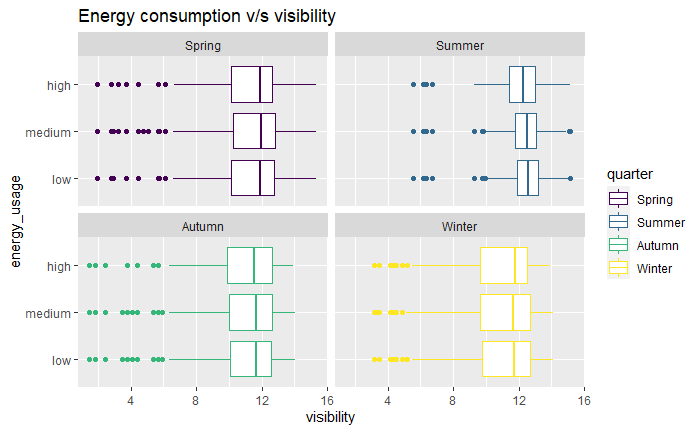 Energy consumption v/s visibility
Spring
Summer
high
medium
low
energy_usage
Autumn
Winter
high
medium
low
4
8
12
16
4
8
12
16
visibility
quarter
Spring
Summer
Autumn
Winter